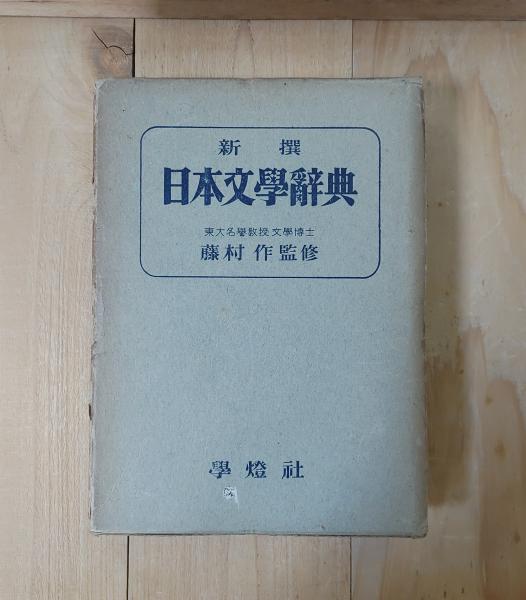 新撰
日本文學辭典
東大名譽敎授 文學博士
藤村 作 監修
學燈社